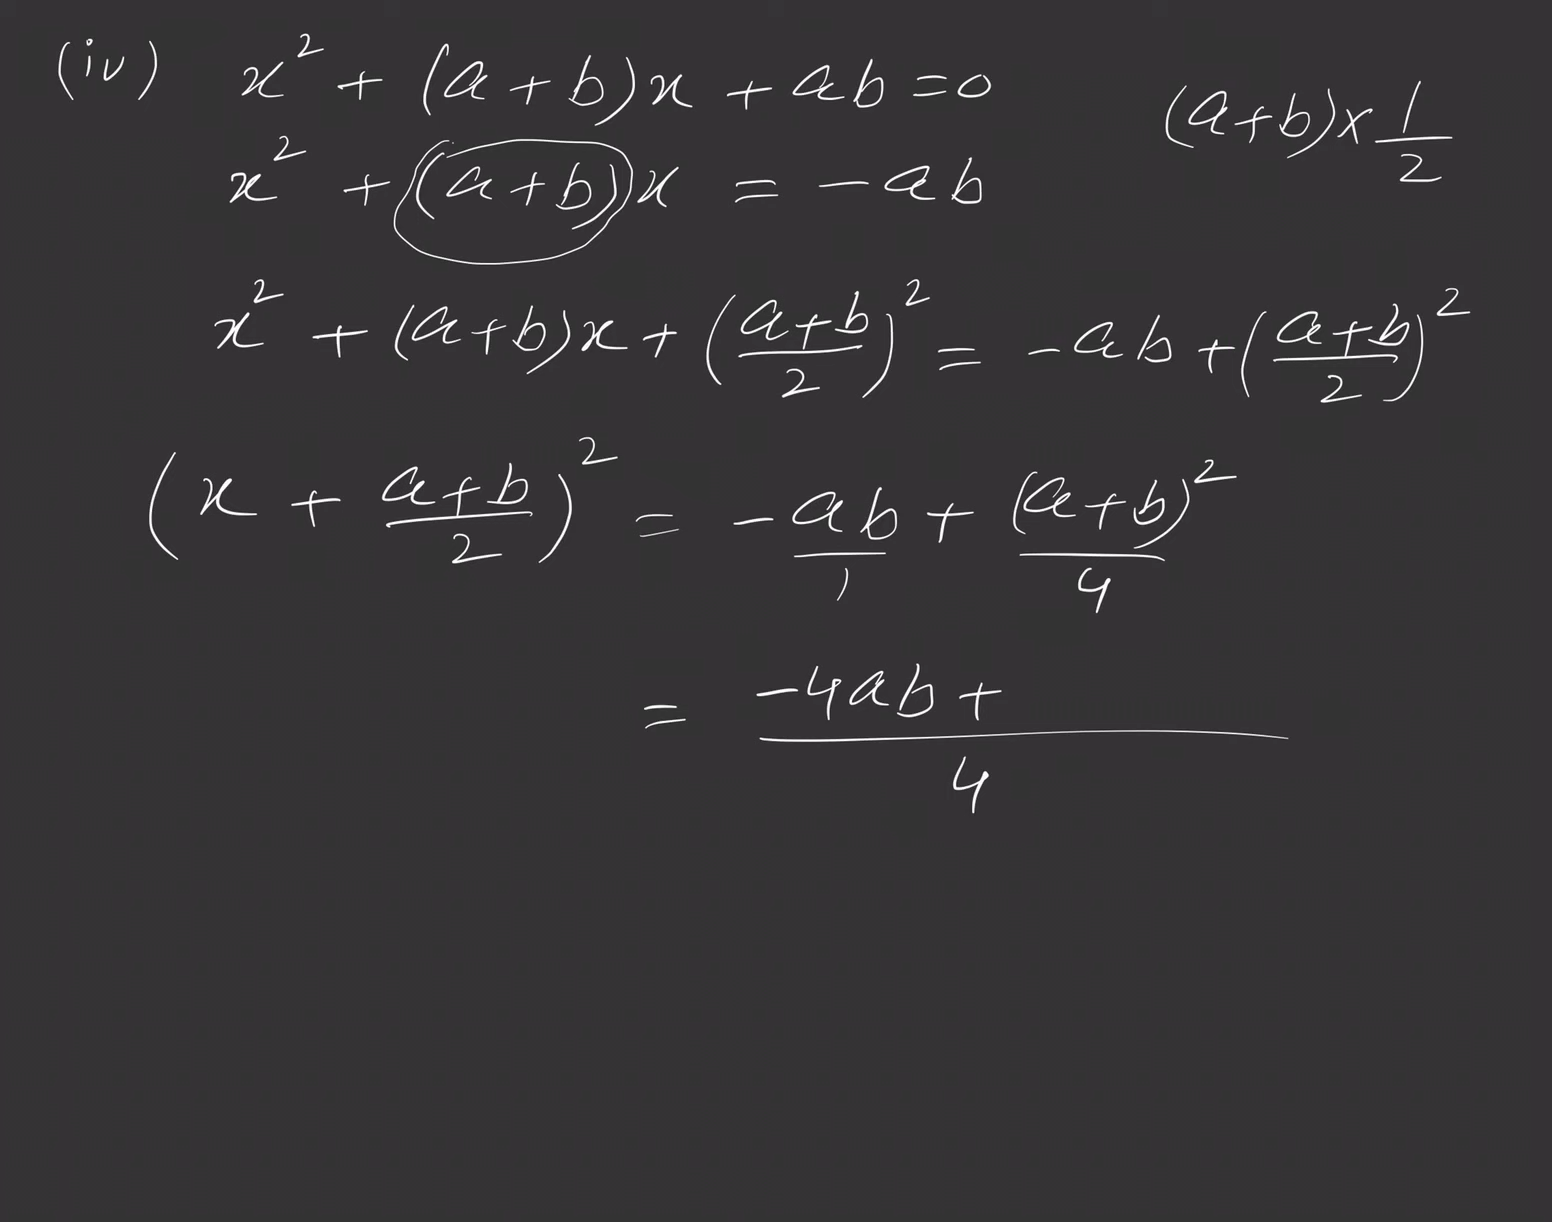 (iv) x² + (a+b)x + ab = 0
(a+b)x 1/2
x² + (a+b)x = -ab
x² + (a+b)x + ((a+b)/2)² = -ab + ((a+b)/2)²
(x + (a+b)/2)² = -ab/1 + (a+b)²/4
= (-4ab + )/4